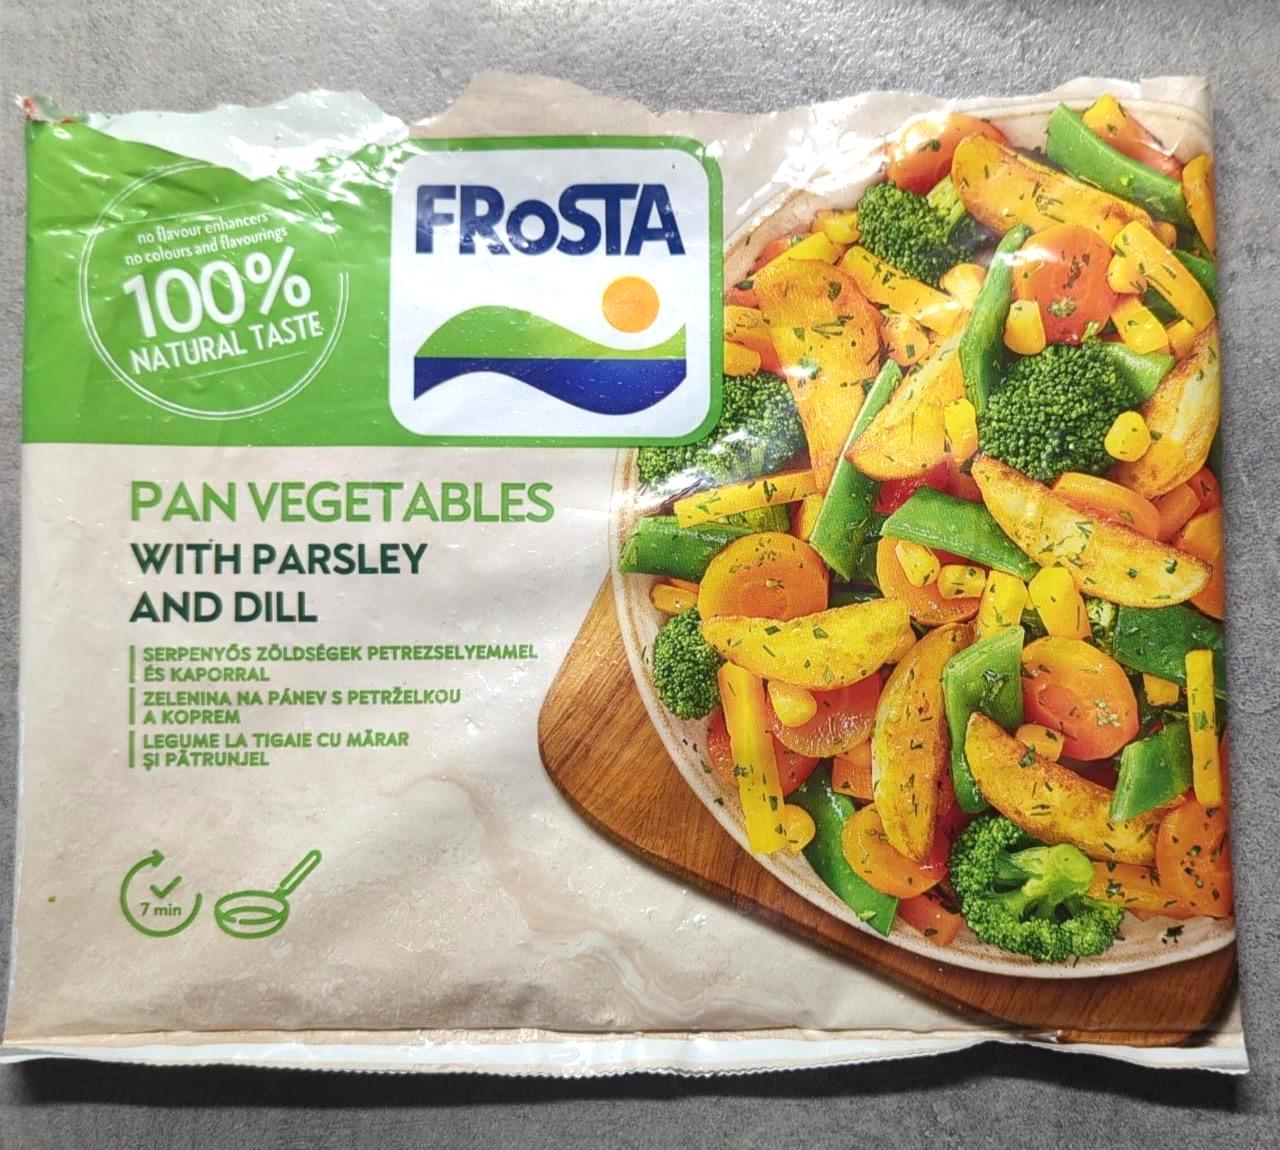 no flavour enhancers
no colours and flavourings
100%
NATURAL TASTE
FRoSTA
PAN VEGETABLES
WITH PARSLEY
AND DILL
SERPENYŐS ZÖLDSÉGEK PETREZSELYEMMEL
ÉS KAPORRAL
ZELENINA NA PÁNEV S PETRŽELKOU
A KOPREM
LEGUME LA TIGAIE CU MĂRAR
ȘI PĂTRUNJEL
7 min